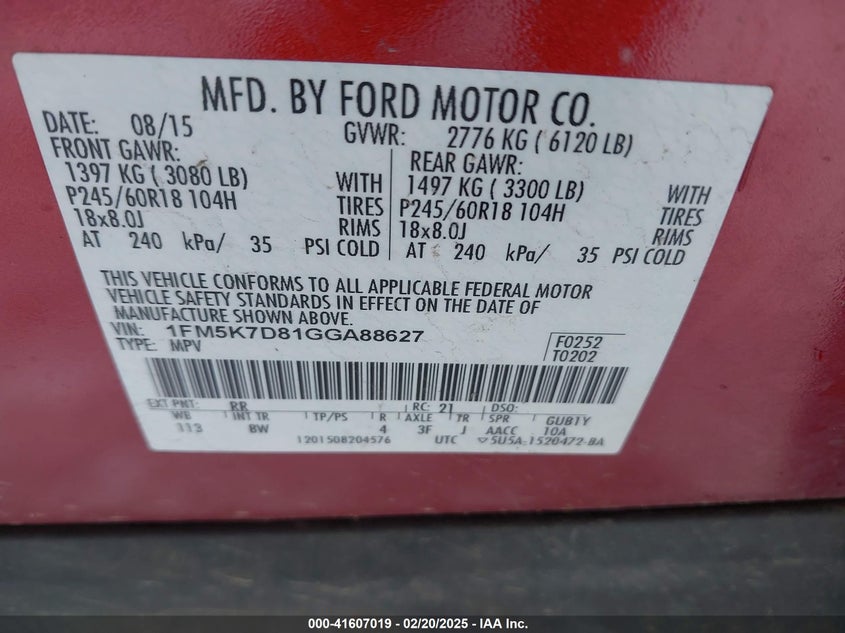 MFD. BY FORD MOTOR CO.
DATE: 08/15 GVWR: 2776 KG ( 6120 LB)
FRONT GAWR: REAR GAWR:
1397 KG ( 3080 LB) WITH 1497 KG ( 3300 LB) WITH
P245/60R18 104H TIRES P245/60R18 104H TIRES
18x8.0J RIMS 18x8.0J RIMS
AT 240 kPa/ 35 PSI COLD AT 240 kPa/ 35 PSI COLD
THIS VEHICLE CONFORMS TO ALL APPLICABLE FEDERAL MOTOR
VEHICLE SAFETY STANDARDS IN EFFECT ON THE DATE OF
MANUFACTURE SHOWN ABOVE.
VIN: 1FM5K7D81GGA88627 F0252
TYPE: MPV T0202
EXT PNT: RR RC: 21 DSO:
WB INT TR TP/PS R AXLE TR SPR GUB1Y
113 8W 4 3F J AACC 10A
1201508204576 UTC ▽5U5A-1520472-BA
000-41607019 - 02/20/2025 - IAA Inc.